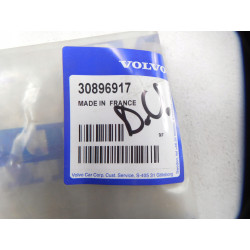 VOLVO
30896917
MADE IN FRANCE
D.C!
Volvo Car Corp. Cust. Service, S-405 31 Göteborg